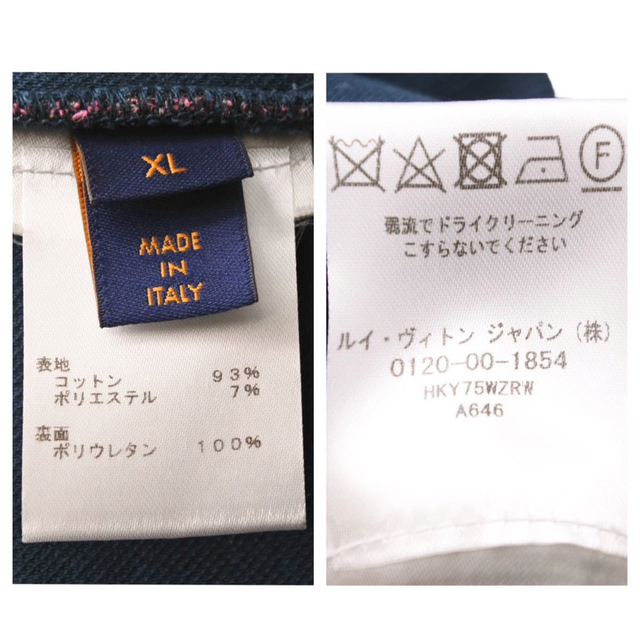 XL
MADE
IN
ITALY
表地
コットン 93%
ポリエステル 7%
裏面
ポリウレタン 100%
F
弱流でドライクリーニング
こすらないでください
ルイ・ヴィトン ジャパン (株)
0120-00-1854
HKY75WZRW
A646